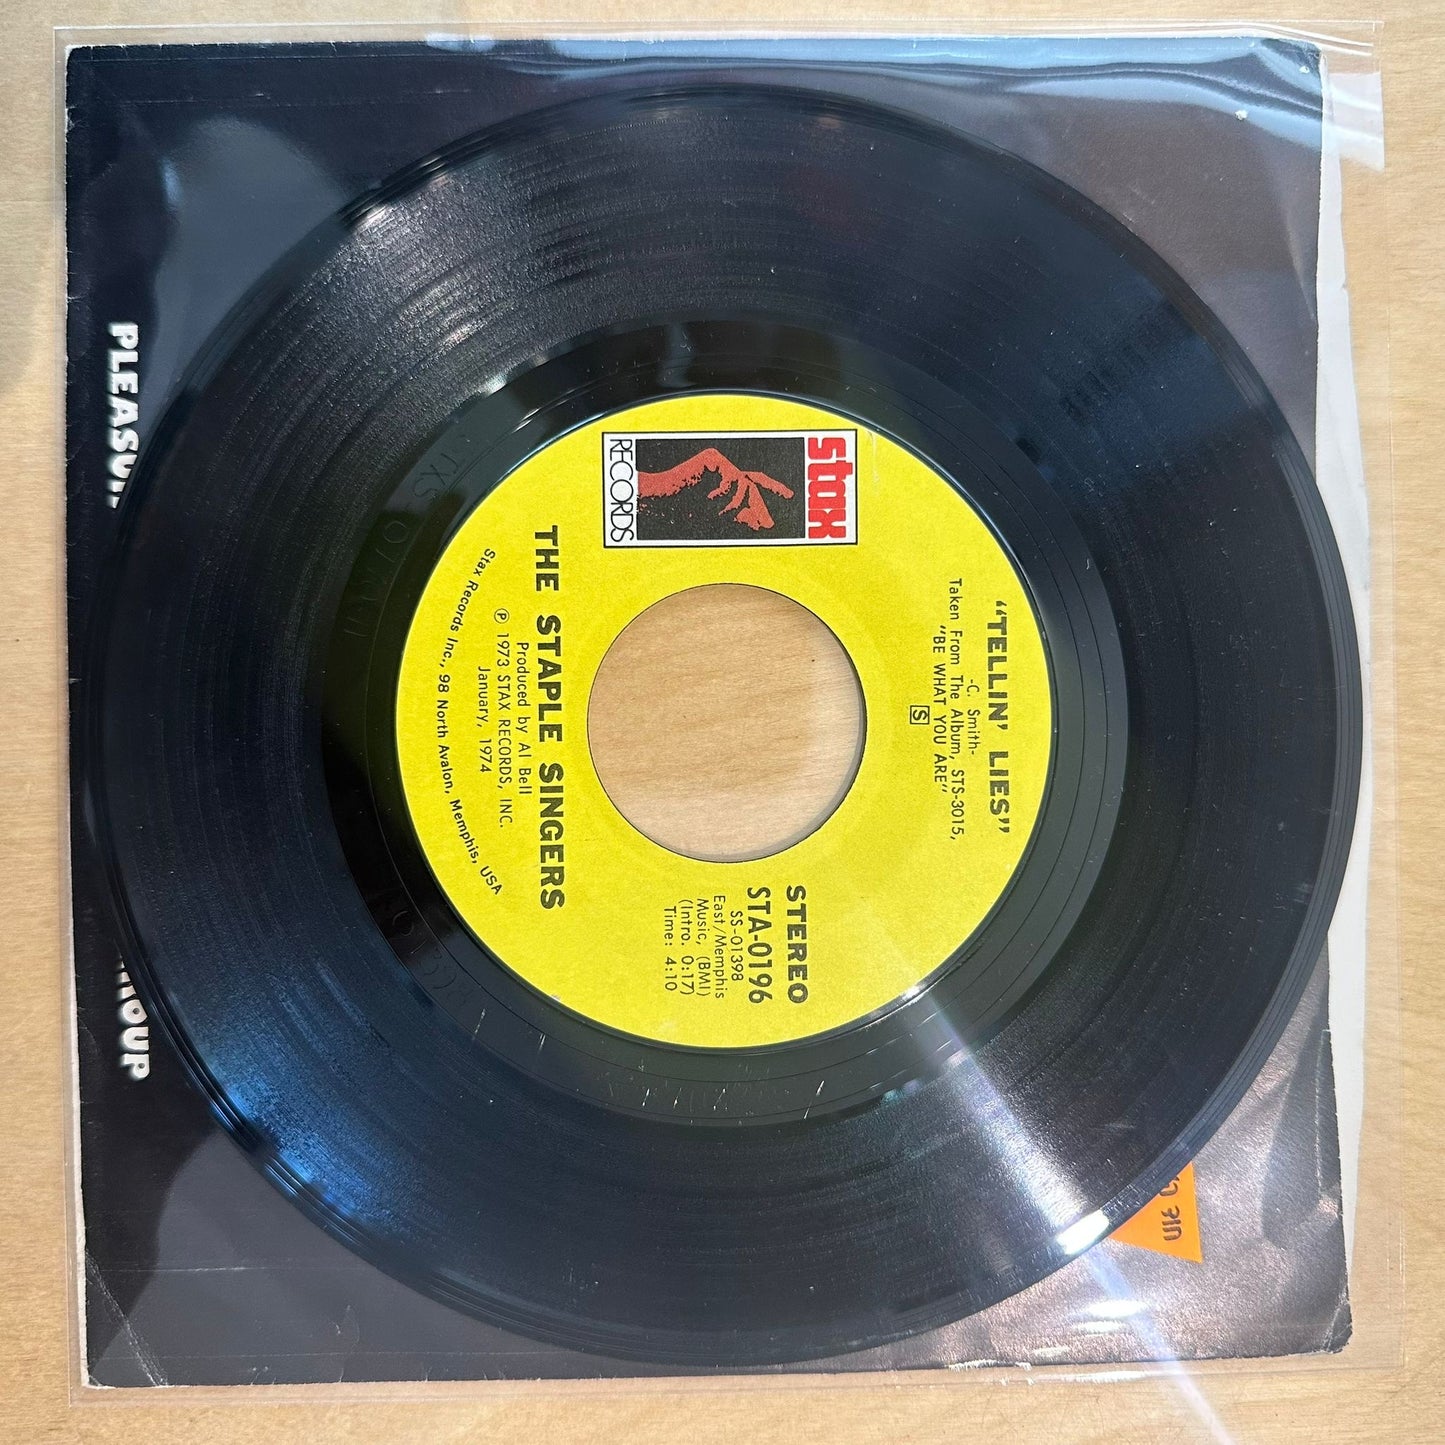 stax
RECORDS
"TELLIN' LIES"
-C. Smith-
Taken From The Album, STS-3015,
"BE WHAT YOU ARE"
S
STEREO
STA-0196
SS-01398
East/Memphis
Music, (BMI)
(Intro. 0:17)
Time: 4:10
THE STAPLE SINGERS
Produced by Al Bell
℗ 1973 STAX RECORDS, INC.
January, 1974
Stax Records Inc., 98 North Avalon, Memphis, USA